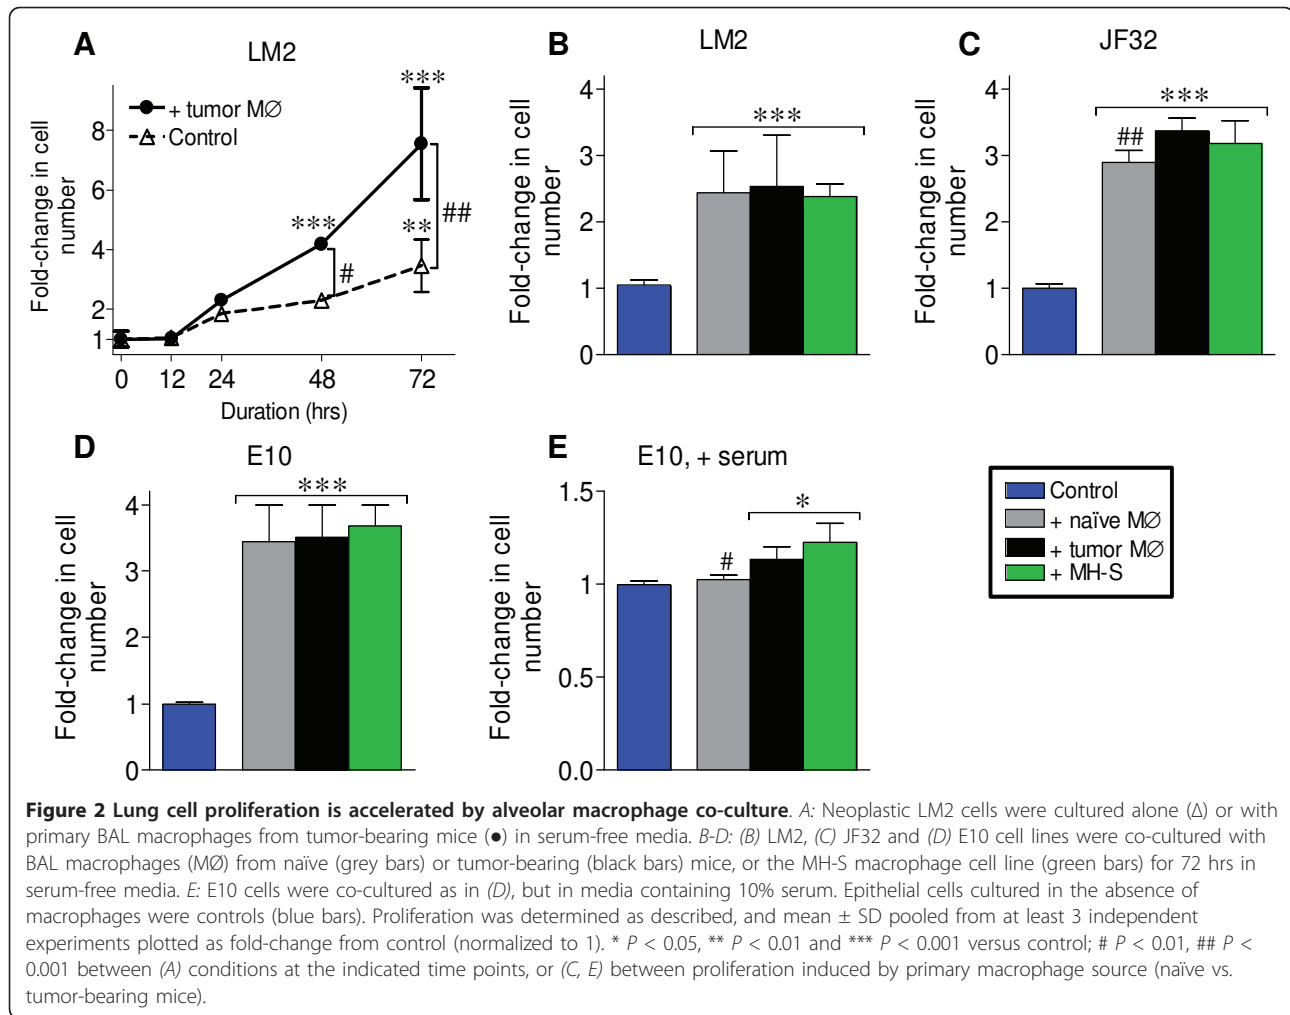 A
LM2
+ tumor MØ
Control
Fold-change in cell
number
8
6
4
2
1
***
***
**
##
#
0 12 24 48 72
Duration (hrs)
B
LM2
Fold-change in cell
number
4
3
2
1
0
***
C
JF32
Fold-change in cell
number
4
3
2
1
0
***
##
D
E10
Fold-change in cell
number
4
3
2
1
0
***
E
E10, + serum
Fold-change in cell
number
1.5
1.0
0.5
0.0
*
#
Control
+ naïve MØ
+ tumor MØ
+ MH-S
Figure 2 Lung cell proliferation is accelerated by alveolar macrophage co-culture. A: Neoplastic LM2 cells were cultured alone (Δ) or with
primary BAL macrophages from tumor-bearing mice (●) in serum-free media. B-D: (B) LM2, (C) JF32 and (D) E10 cell lines were co-cultured with
BAL macrophages (MØ) from naïve (grey bars) or tumor-bearing (black bars) mice, or the MH-S macrophage cell line (green bars) for 72 hrs in
serum-free media. E: E10 cells were co-cultured as in (D), but in media containing 10% serum. Epithelial cells cultured in the absence of
macrophages were controls (blue bars). Proliferation was determined as described, and mean ± SD pooled from at least 3 independent
experiments plotted as fold-change from control (normalized to 1). * P < 0.05, ** P < 0.01 and *** P < 0.001 versus control; # P < 0.01, ## P <
0.001 between (A) conditions at the indicated time points, or (C, E) between proliferation induced by primary macrophage source (naïve vs.
tumor-bearing mice).